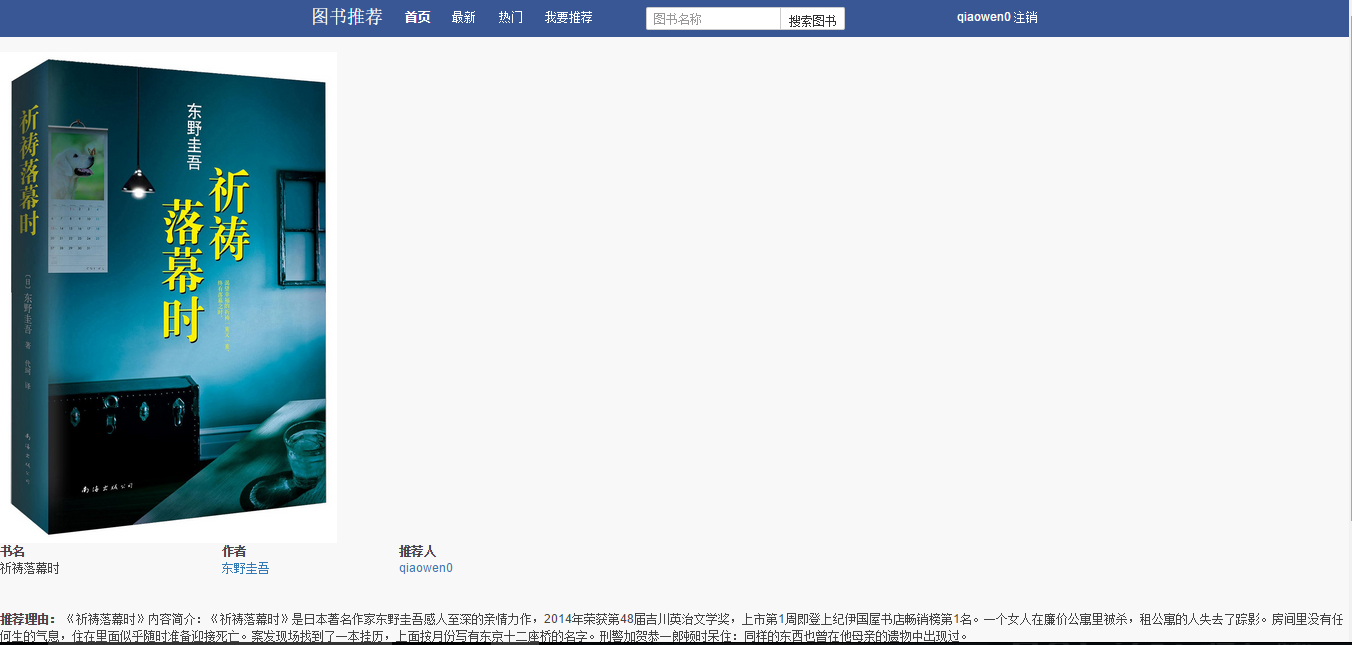 图书推荐 首页 最新 热门 我要推荐 图书名称 搜索图书 qiaowen0 注销
祈祷落幕时
[日] 东野圭吾 著 代珂 译
南海出版公司
东野圭吾
祈祷
落幕时
南海出版公司
书名 作者 推荐人
祈祷落幕时 东野圭吾 qiaowen0
推荐理由：《祈祷落幕时》内容简介：《祈祷落幕时》是日本著名作家东野圭吾感人至深的亲情力作，2014年荣获第48届吉川英治文学奖，上市第1周即登上纪伊国屋书店畅销榜第1名。一个女人在廉价公寓里被杀，租公寓的人失去了踪影。房间里没有任
何生的气息，住在里面似乎随时准备迎接死亡。案发现场找到了一本挂历，上面按月份写有东京十二座桥的名字。刑警加贺恭一郎顿时呆住：同样的东西也曾在他母亲的遗物中出现过。